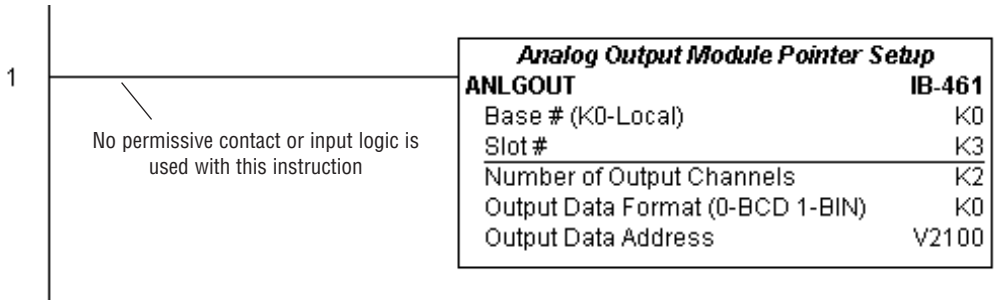 Analog Output Module Pointer Setup
1
ANLGOUT IB-461
Base # (K0-Local) K0
No permissive contact or input logic is
used with this instruction
Slot # K3
Number of Output Channels K2
Output Data Format (0-BCD 1-BIN) K0
Output Data Address V2100